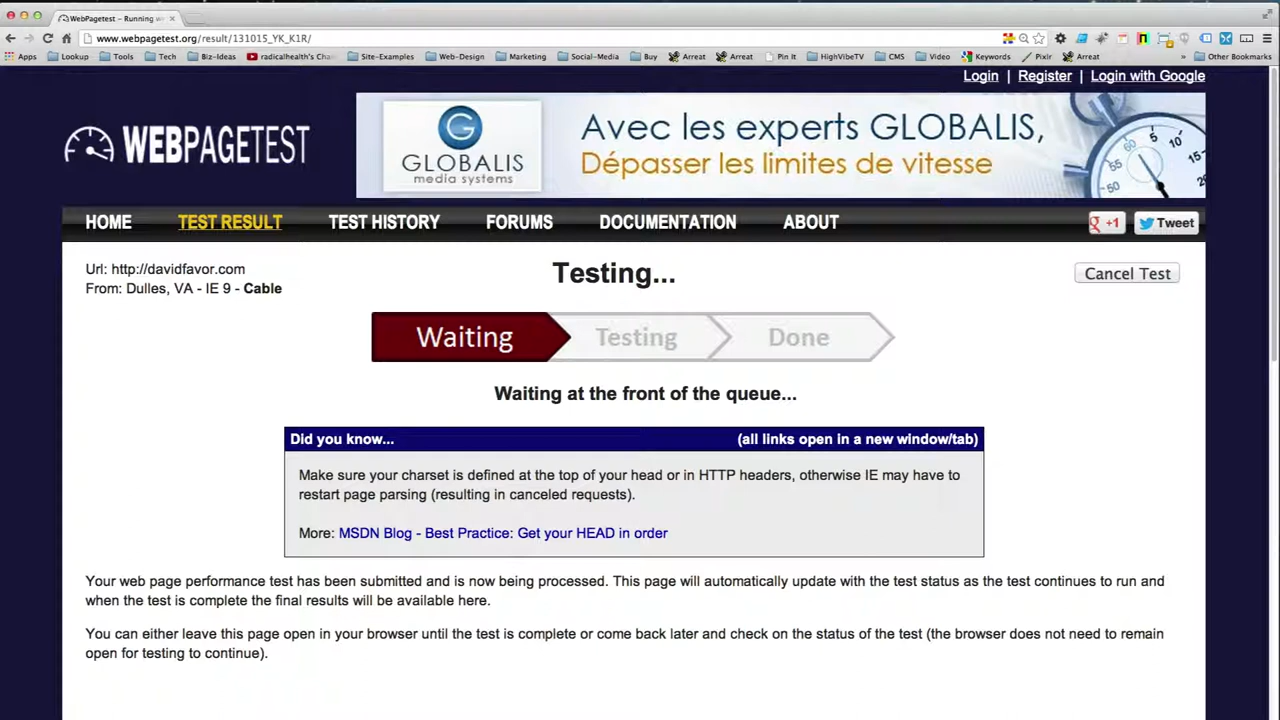 WebPagetest – Running w
www.webpagetest.org/result/131015_YK_K1R/
Apps Lookup Tools Tech Biz-Ideas radicalhealth's Chan Site-Examples Web-Design Marketing Social-Media Buy Arreat Arreat Pin It HighVibeTV CMS Video Keywords Pixlr Arreat » Other Bookmarks
Login | Register | Login with Google
WEBPAGETEST
G
GLOBALIS
media systems
Avec les experts GLOBALIS,
Dépasser les limites de vitesse
60 5 10 15 55 50
HOME TEST RESULT TEST HISTORY FORUMS DOCUMENTATION ABOUT
g +1 Tweet
Url: http://davidfavor.com
From: Dulles, VA - IE 9 - Cable
Testing...
Cancel Test
Waiting Testing Done
Waiting at the front of the queue...
Did you know... (all links open in a new window/tab)
Make sure your charset is defined at the top of your head or in HTTP headers, otherwise IE may have to
restart page parsing (resulting in canceled requests).
More: MSDN Blog - Best Practice: Get your HEAD in order
Your web page performance test has been submitted and is now being processed. This page will automatically update with the test status as the test continues to run and
when the test is complete the final results will be available here.
You can either leave this page open in your browser until the test is complete or come back later and check on the status of the test (the browser does not need to remain
open for testing to continue).